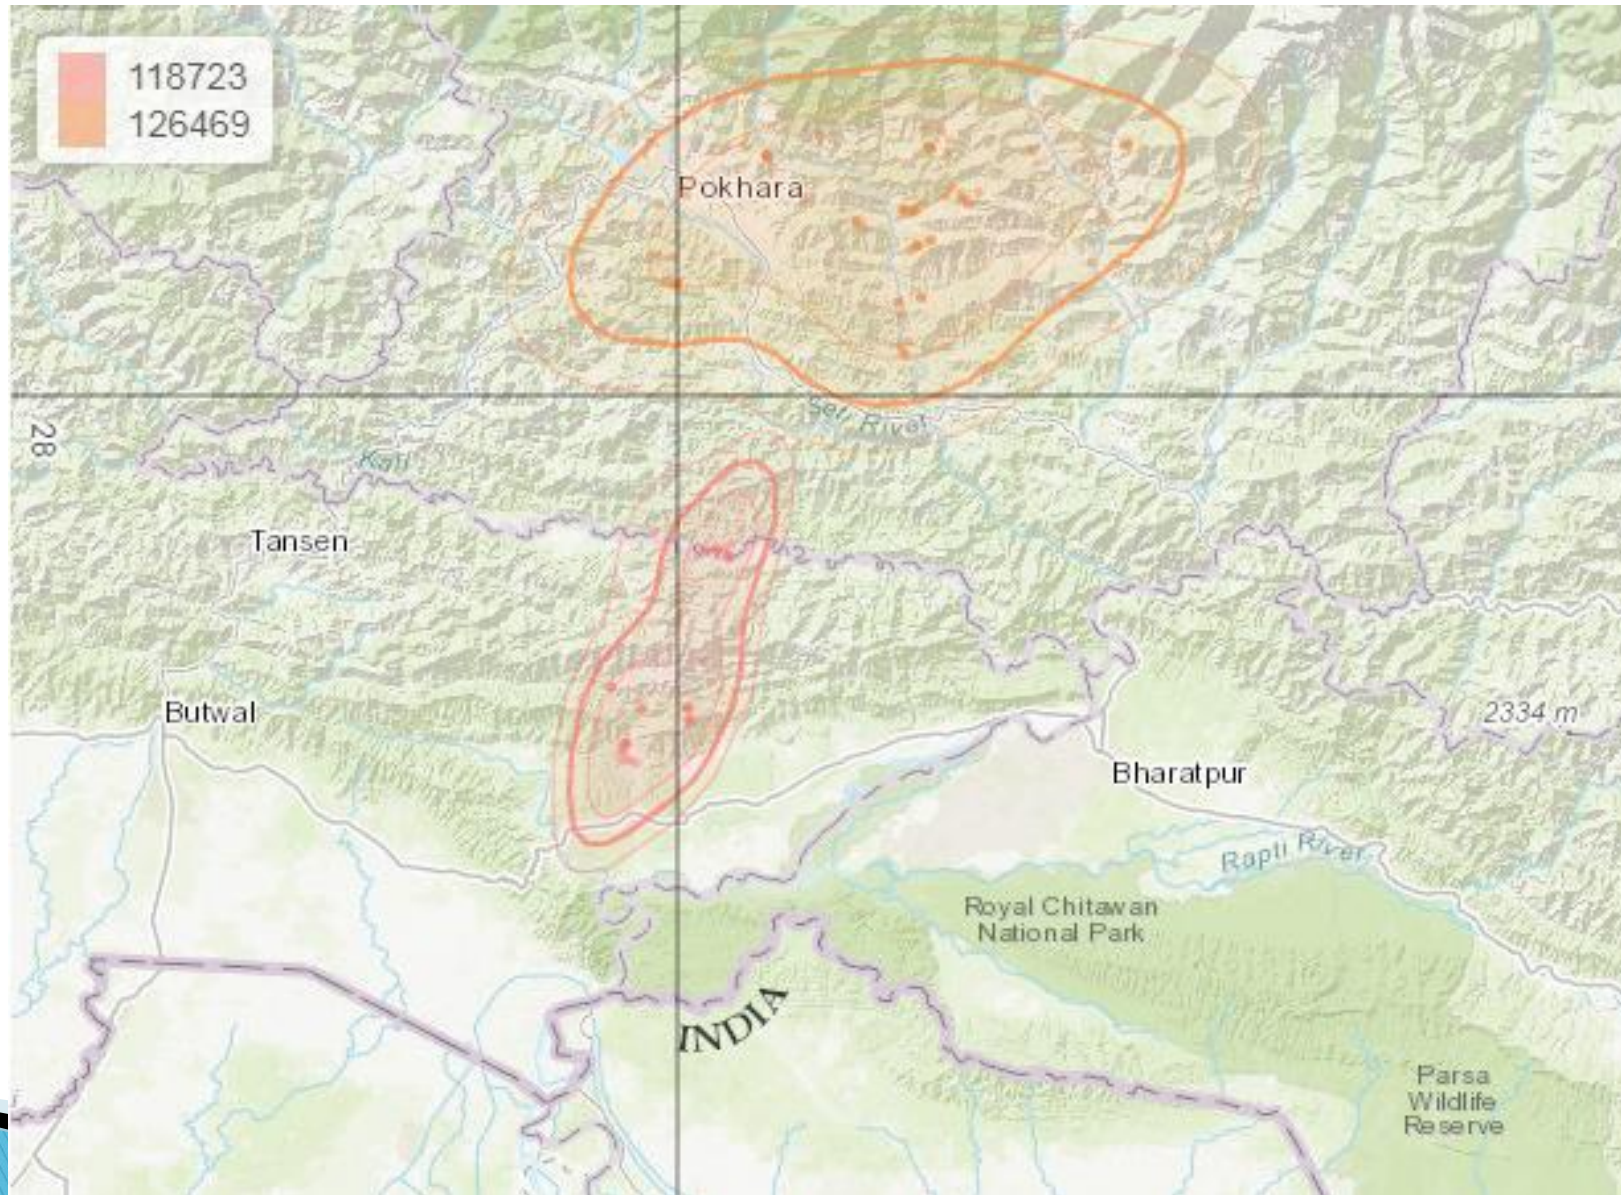 118723
126469
Pokhara
28
Seti River
Kali
Tansen
Butwal
2334 m
Bharatpur
Rapti River
Royal Chitawan
National Park
INDIA
Parsa
Wildlife
Reserve